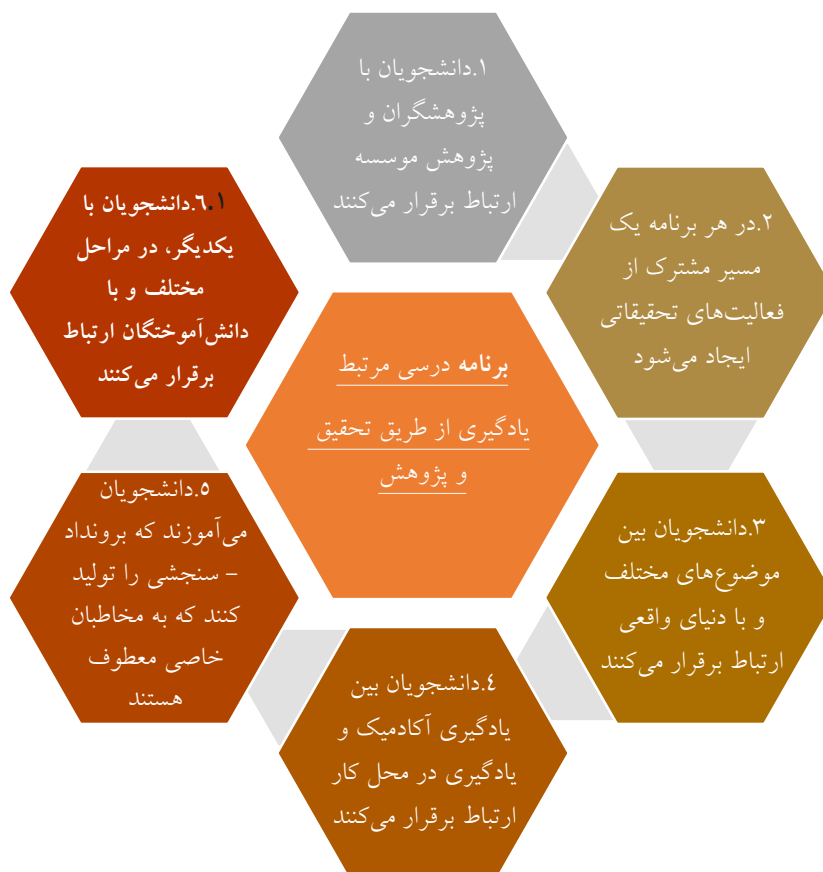 ۱.دانشجویان با
پژوهشگران و
پژوهش موسسه
ارتباط برقرار می‌کنند
۲.در هر برنامه یک
مسیر مشترک از
فعالیت‌های تحقیقاتی
ایجاد می‌شود
۳.دانشجویان بین
موضوع‌های مختلف
و با دنیای واقعی
ارتباط برقرار می‌کنند
٤.دانشجویان بین
یادگیری آکادمیک و
یادگیری در محل کار
ارتباط برقرار می‌کنند
۵.دانشجویان
می‌آموزند که برونداد
– سنجشی را تولید
کنند که به مخاطبان
خاصی معطوف
هستند
۱.٦.دانشجویان با
یکدیگر، در مراحل
مختلف و با
دانش‌آموختگان ارتباط
برقرار می‌کنند
برنامه درسی مرتبط
یادگیری از طریق تحقیق
و پژوهش